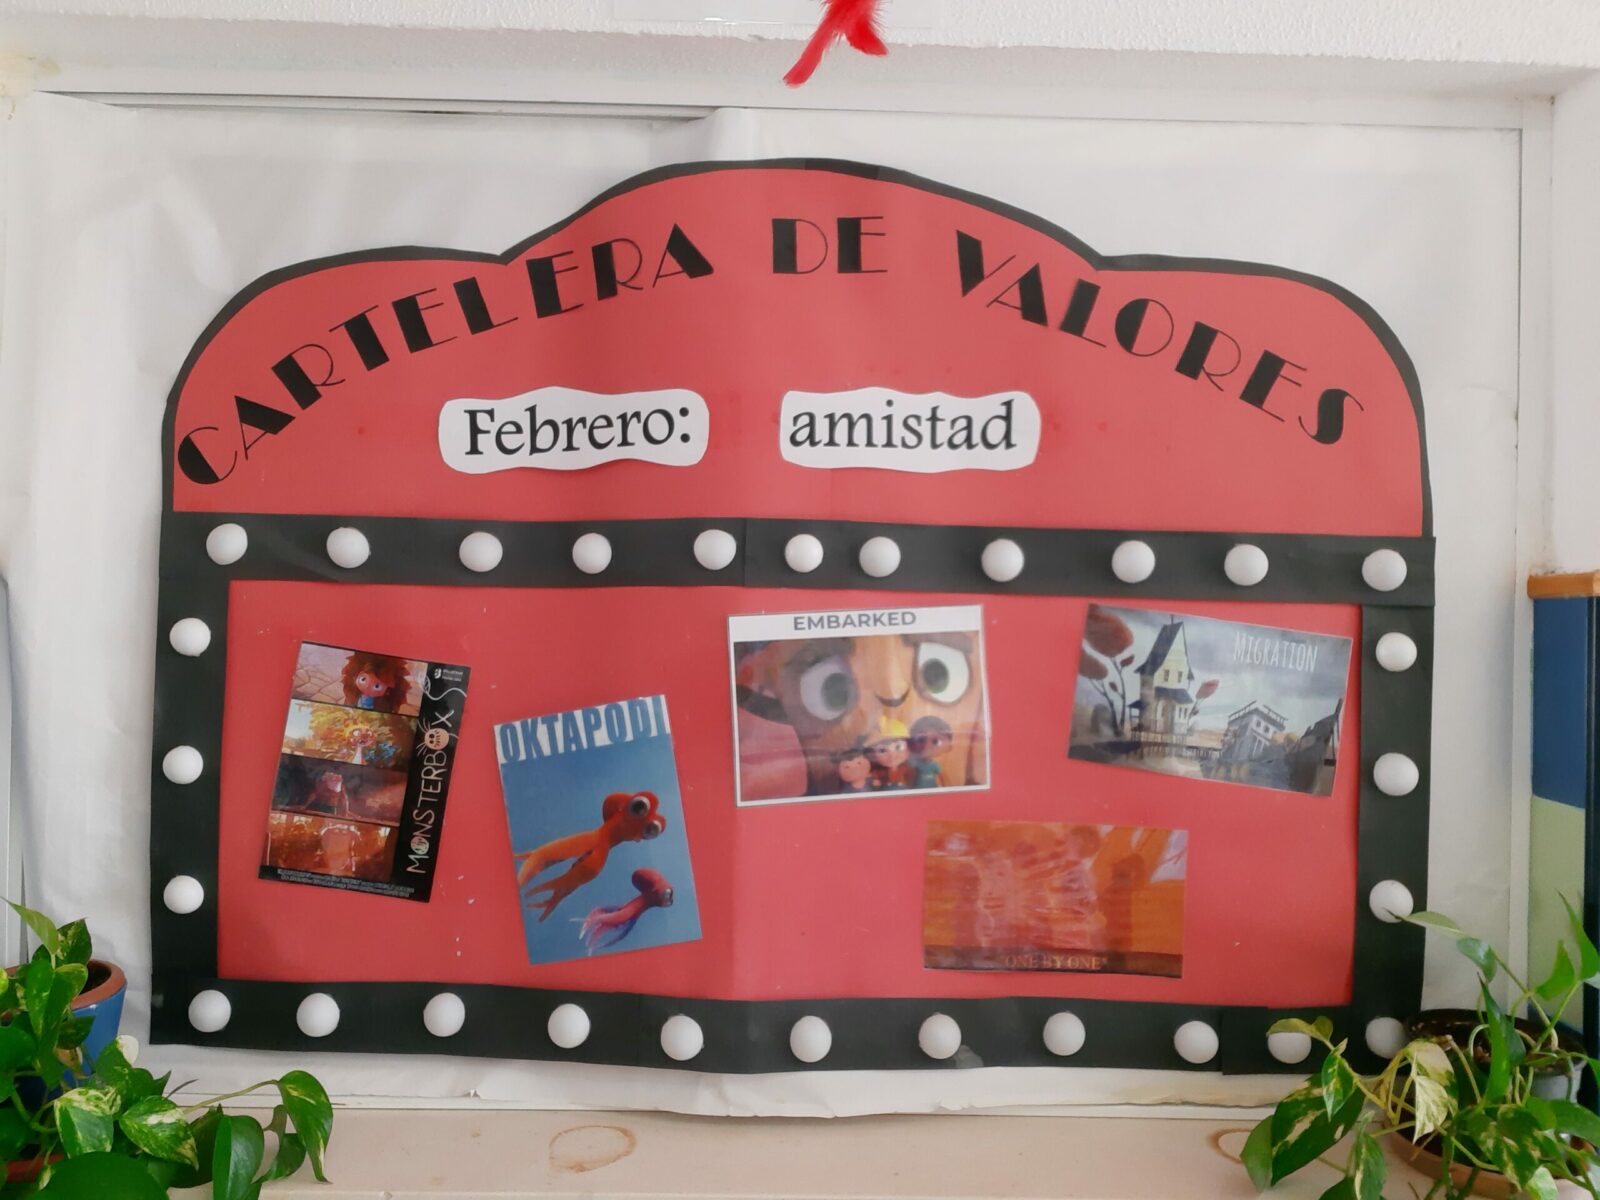 CARTELERA DE VALORES
Febrero: amistad
MONSTERBOX
OKTAPODI
EMBARKED
MIGRATION
ONE BY ONE